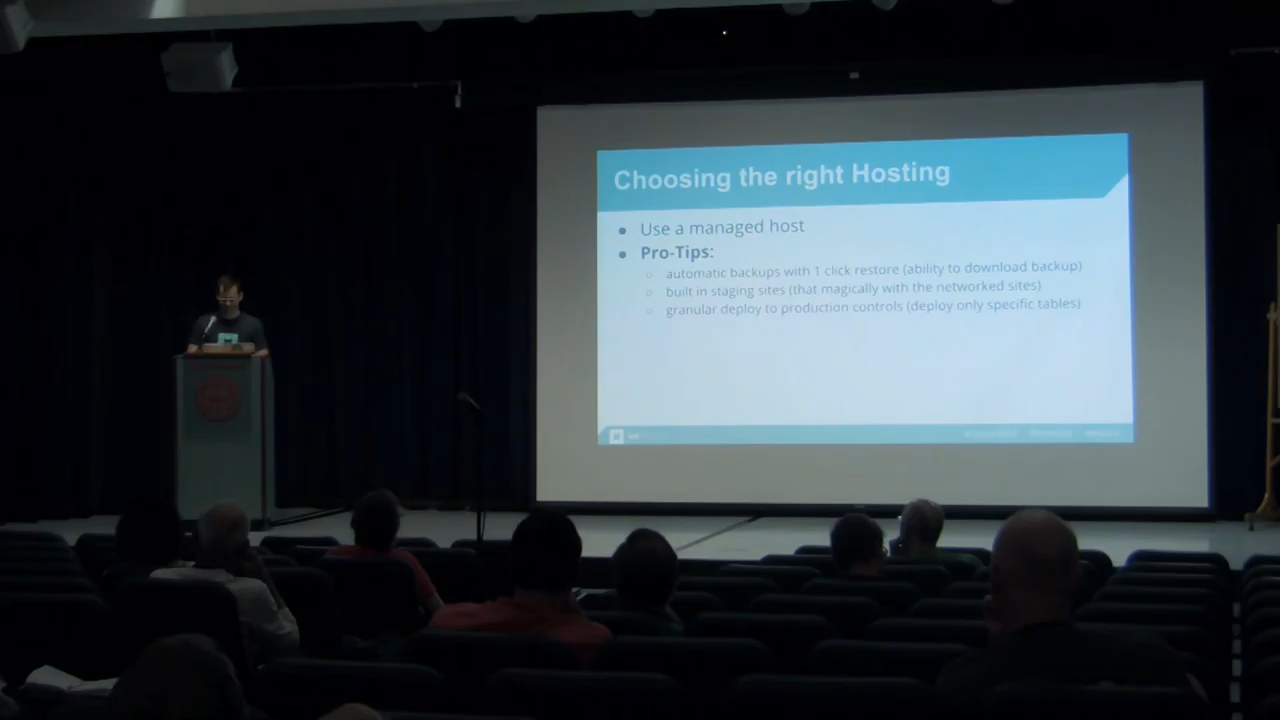 Choosing the right Hosting
● Use a managed host
● Pro-Tips:
○ automatic backups with 1 click restore (ability to download backup)
○ built in staging sites (that magically with the networked sites)
○ granular deploy to production controls (deploy only specific tables)